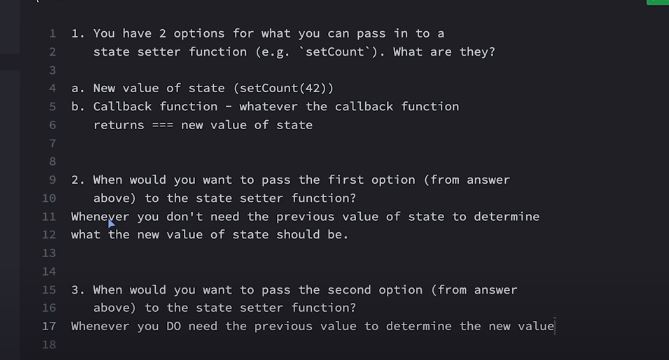 1 1. You have 2 options for what you can pass in to a
2 state setter function (e.g. `setCount`). What are they?
3
4 a. New value of state (setCount(42))
5 b. Callback function - whatever the callback function
6 returns === new value of state
7
8
9 2. When would you want to pass the first option (from answer
10 above) to the state setter function?
11 Whenever you don't need the previous value of state to determine
12 what the new value of state should be.
13
14
15 3. When would you want to pass the second option (from answer
16 above) to the state setter function?
17 Whenever you DO need the previous value to determine the new value
18